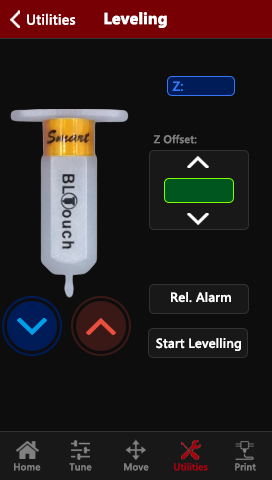 Utilities
Leveling
Z:
Smart
BLTouch
Z Offset:
Rel. Alarm
Start Levelling
Home
Tune
Move
Utilities
Print